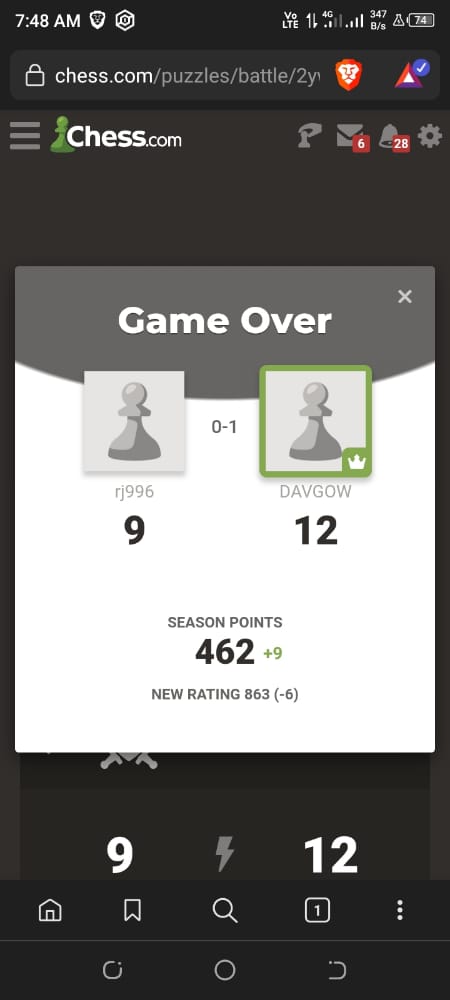 7:48 AM
Vo LTE 4G 347 B/s 74
chess.com/puzzles/battle/2y
Chess.com
6 28
Game Over
0-1
rj996 DAVGOW
9 12
SEASON POINTS
462 +9
NEW RATING 863 (-6)
9 12
1